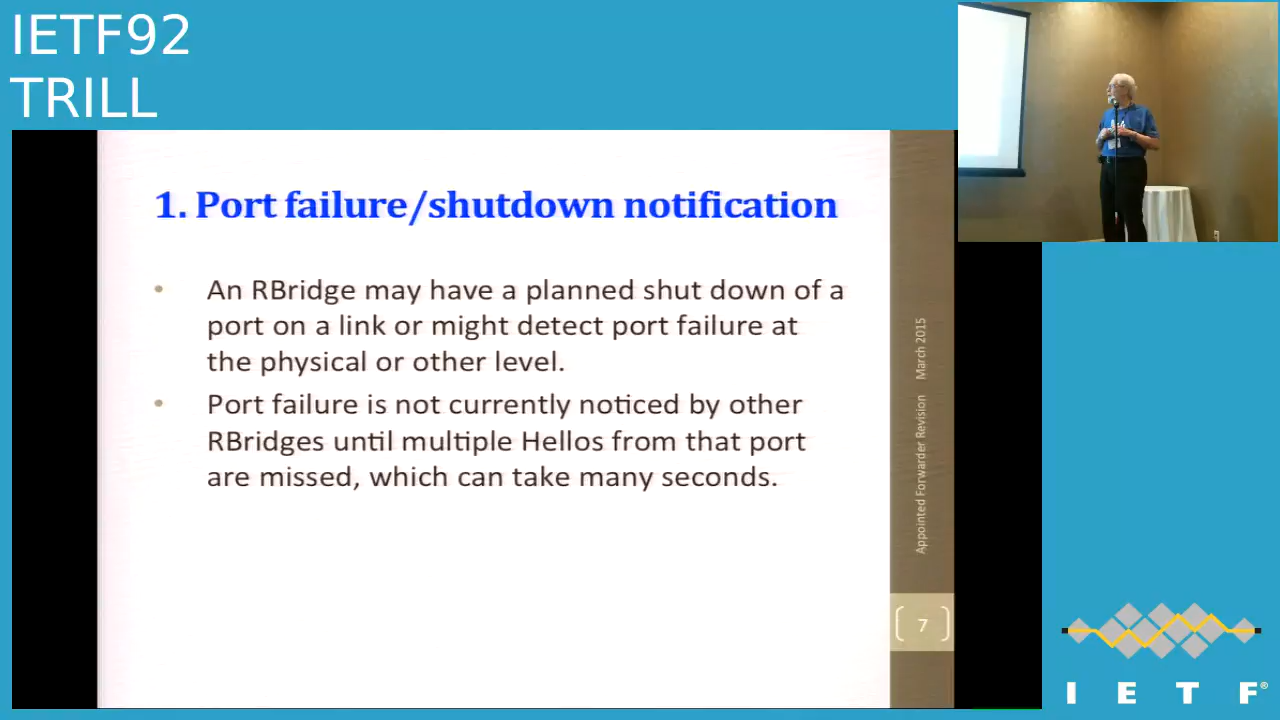 IETF92
TRILL
1. Port failure/shutdown notification
• An RBridge may have a planned shut down of a
port on a link or might detect port failure at
the physical or other level.
• Port failure is not currently noticed by other
RBridges until multiple Hellos from that port
are missed, which can take many seconds.
Appointed Forwarder Revision March 2015
7
I E T F®